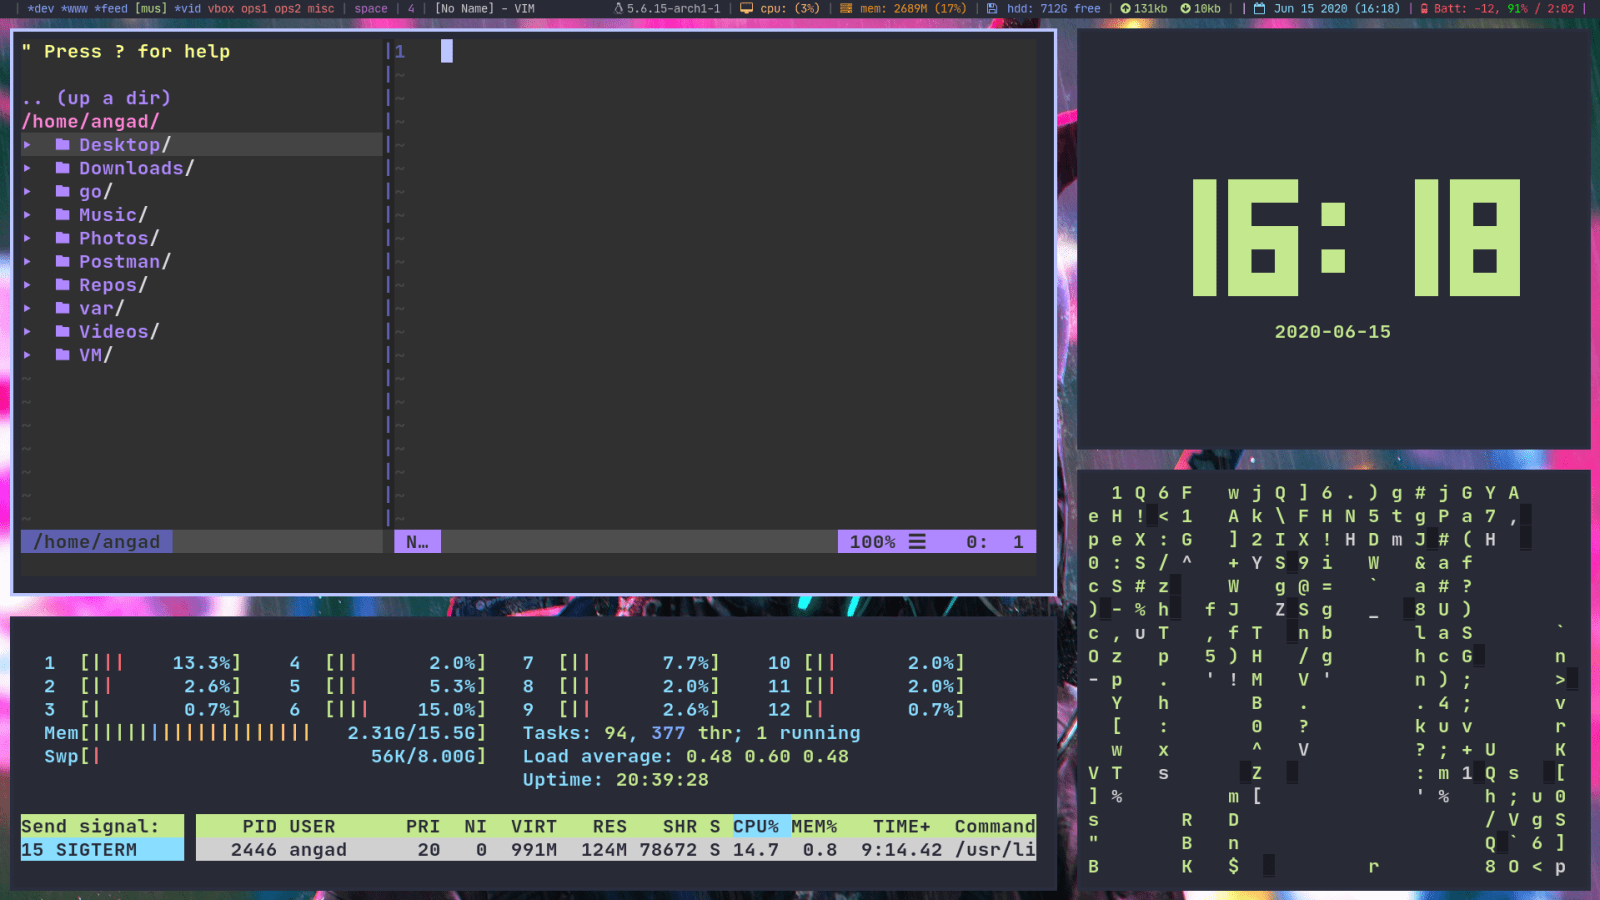 | *dev *www *feed [mus] *vid vbox ops1 ops2 misc | space | 4 | [No Name] - VIM
5.6.15-arch1-1 | cpu: (3%) | mem: 2689M (17%) | hdd: 712G free | 131kb 10kb | | Jun 15 2020 (16:18) | Batt: -12, 91% / 2:02 |
" Press ? for help
.. (up a dir)
/home/angad/
▸ Desktop/
▸ Downloads/
▸ go/
▸ Music/
▸ Photos/
▸ Postman/
▸ Repos/
▸ var/
▸ Videos/
▸ VM/
/home/angad
1
N… 100% ☰ 0: 1
16:18
2020-06-15
1 [||| 13.3%] 4 [|| 2.0%] 7 [|| 7.7%] 10 [|| 2.0%]
2 [|| 2.6%] 5 [|| 5.3%] 8 [|| 2.0%] 11 [|| 2.0%]
3 [| 0.7%] 6 [||| 15.0%] 9 [|| 2.6%] 12 [| 0.7%]
Mem[||||||||||||||||||| 2.31G/15.5G] Tasks: 94, 377 thr; 1 running
Swp[| 56K/8.00G] Load average: 0.48 0.60 0.48
Uptime: 20:39:28
Send signal: PID USER PRI NI VIRT RES SHR S CPU% MEM% TIME+ Command
15 SIGTERM 2446 angad 20 0 991M 124M 78672 S 14.7 0.8 9:14.42 /usr/li
1 Q 6 F w j Q ] 6 . ) g # j G Y A
e H ! < 1 A k \ F H N 5 t g P a 7 ,
p e X : G ] 2 I X ! H D m J # ( H
0 : S / ^ + Y S 9 i W & a f
c S # z W g @ = ` a # ?
) - % h f J Z S g _ 8 U )
c , u T , f T n b l a S `
O z p 5 ) H / g h c G n
- p . ' ! M V ' n ) ; >
Y h B . . 4 ; v
[ : 0 ? k u v r
w x ^ V ? ; + U K
V T s Z : m 1 Q s [
] % m [ ' % h ; u 0
s R D / V g S
" B n Q ` 6 ]
B K $ r 8 O < p